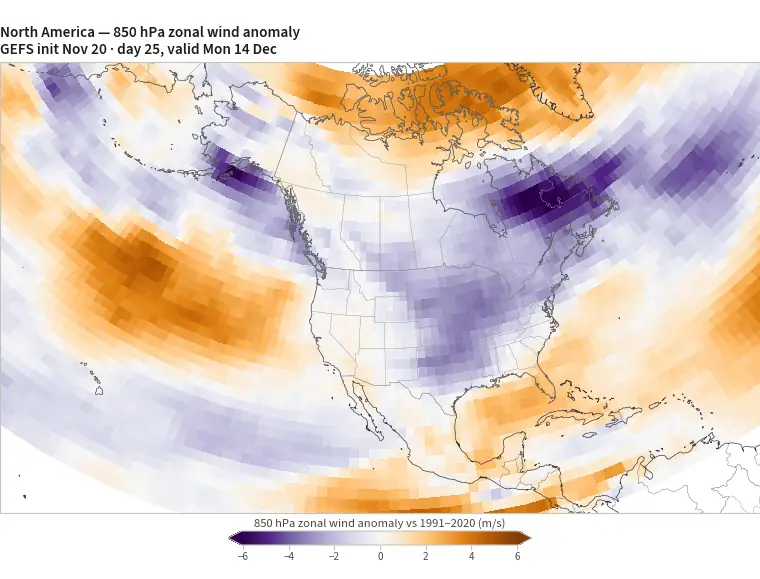 North America — 850 hPa zonal wind anomaly
GEFS init Nov 20 · day 25, valid Mon 14 Dec
850 hPa zonal wind anomaly vs 1991–2020 (m/s)
−6 −4 −2 0 2 4 6